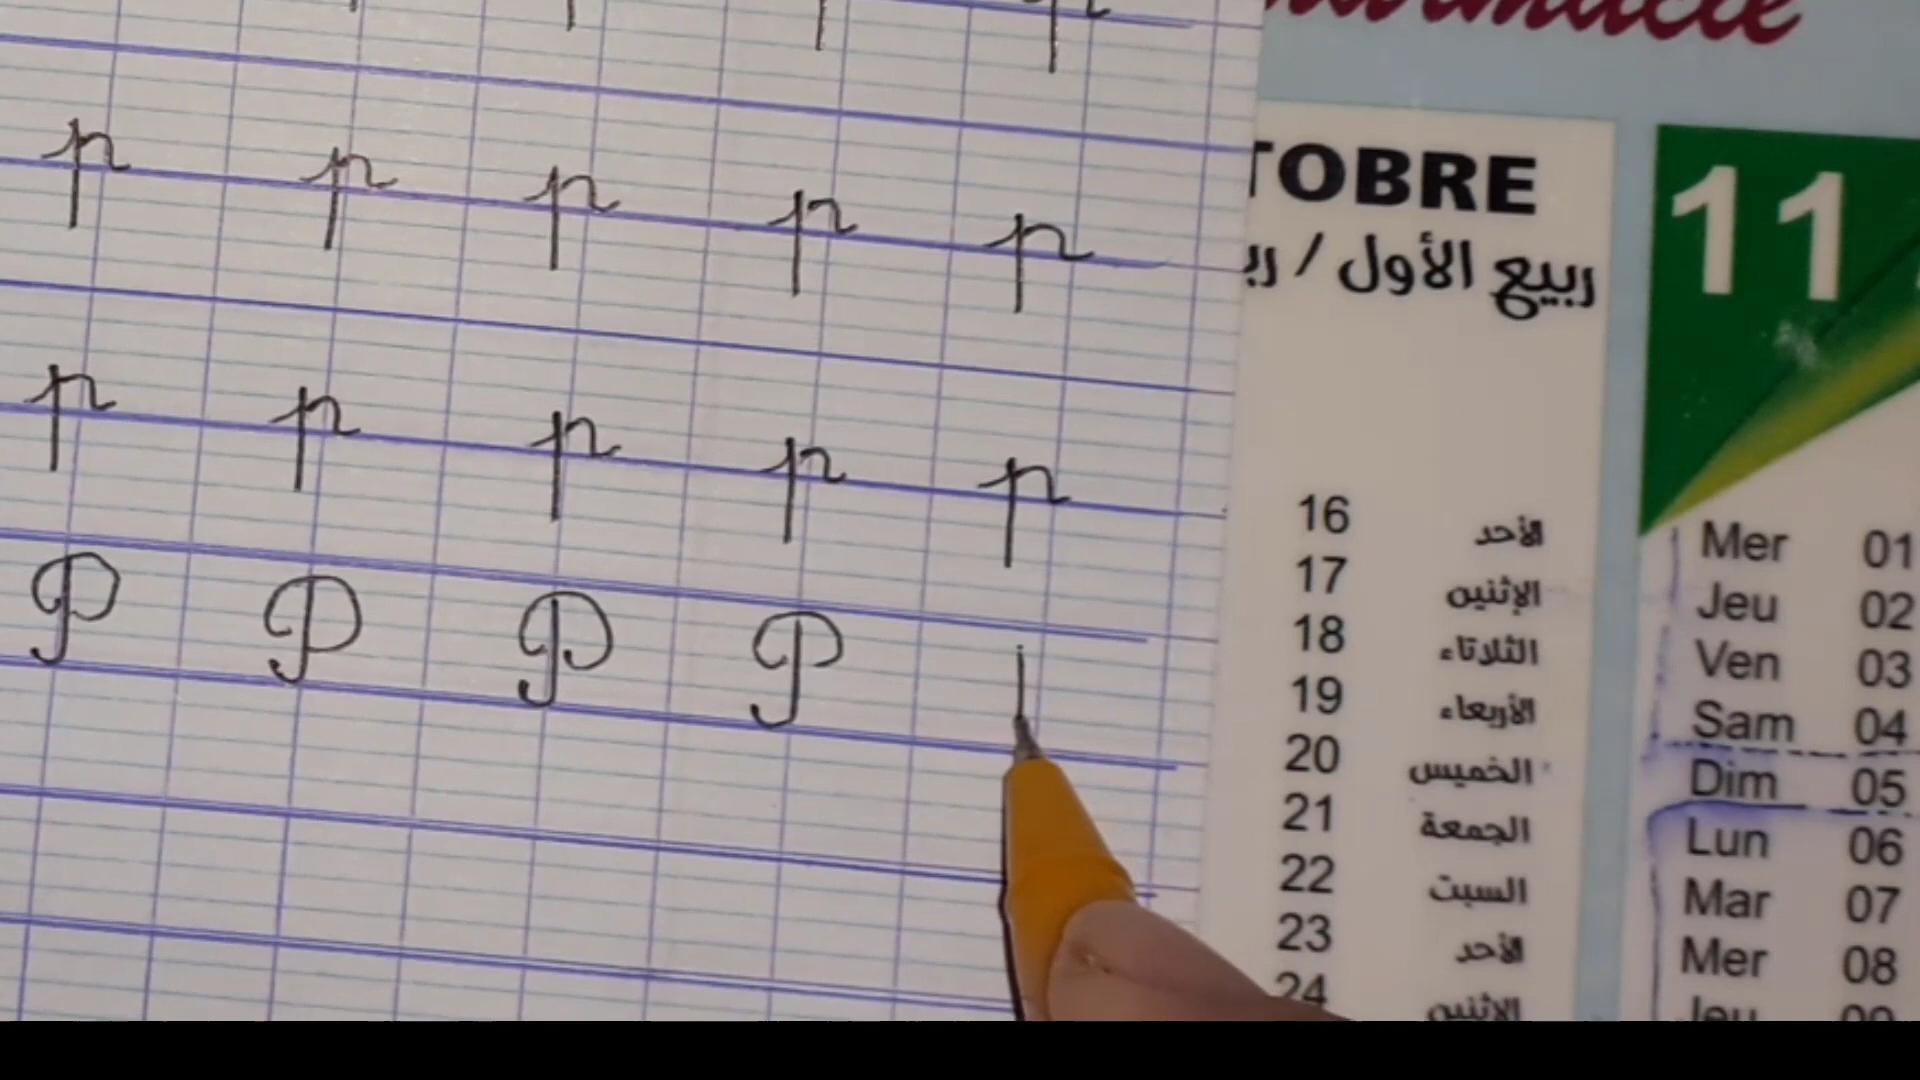 p p p p p
p p p p p
P P P P
TOBRE
ربيع الأول / ر
16 الأحد
17 الإثنين
18 الثلاثاء
19 الأربعاء
20 الخميس
21 الجمعة
22 السبت
23 الأحد
24 الإثنين
11
Mer 01
Jeu 02
Ven 03
Sam 04
Dim 05
Lun 06
Mar 07
Mer 08
Jeu 09